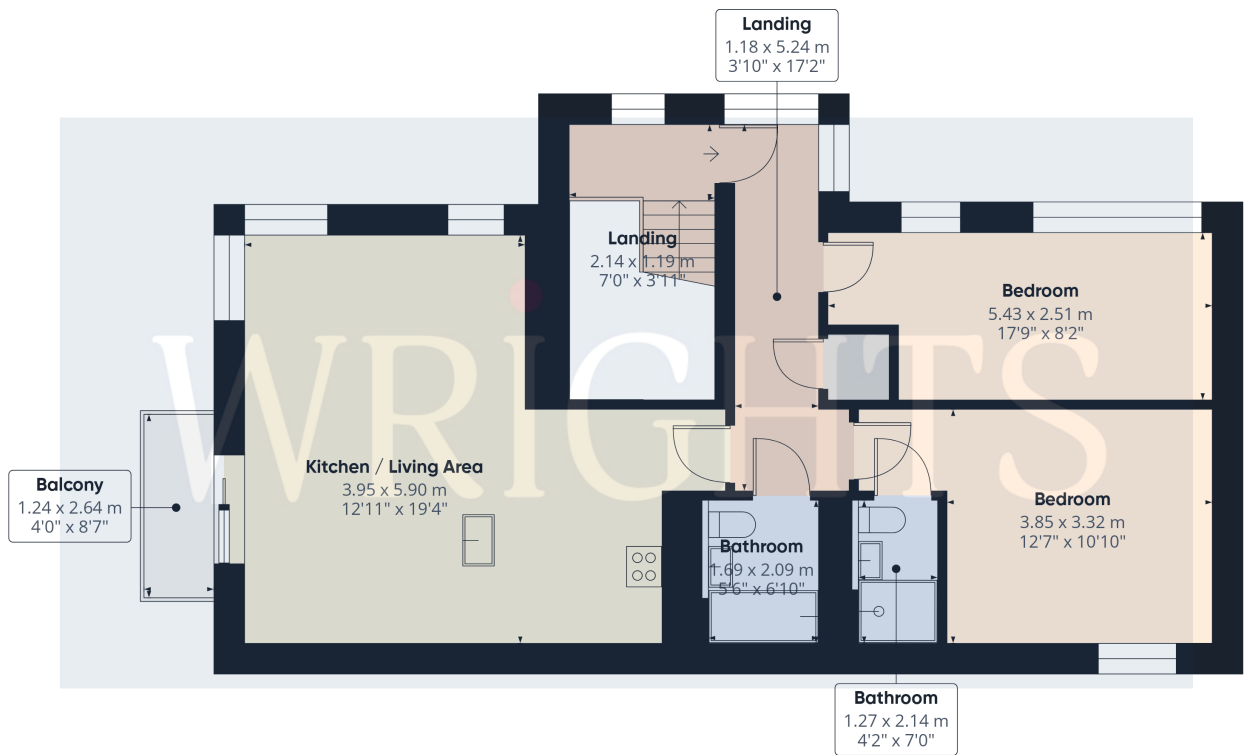 Landing
1.18 x 5.24 m
3'10" x 17'2"
Landing
2.14 x 1.19 m
7'0" x 3'11"
Bedroom
5.43 x 2.51 m
17'9" x 8'2"
WRiGHTS
Kitchen / Living Area
3.95 x 5.90 m
12'11" x 19'4"
Balcony
1.24 x 2.64 m
4'0" x 8'7"
Bedroom
3.85 x 3.32 m
12'7" x 10'10"
Bathroom
1.69 x 2.09 m
5'6" x 6'10"
Bathroom
1.27 x 2.14 m
4'2" x 7'0"